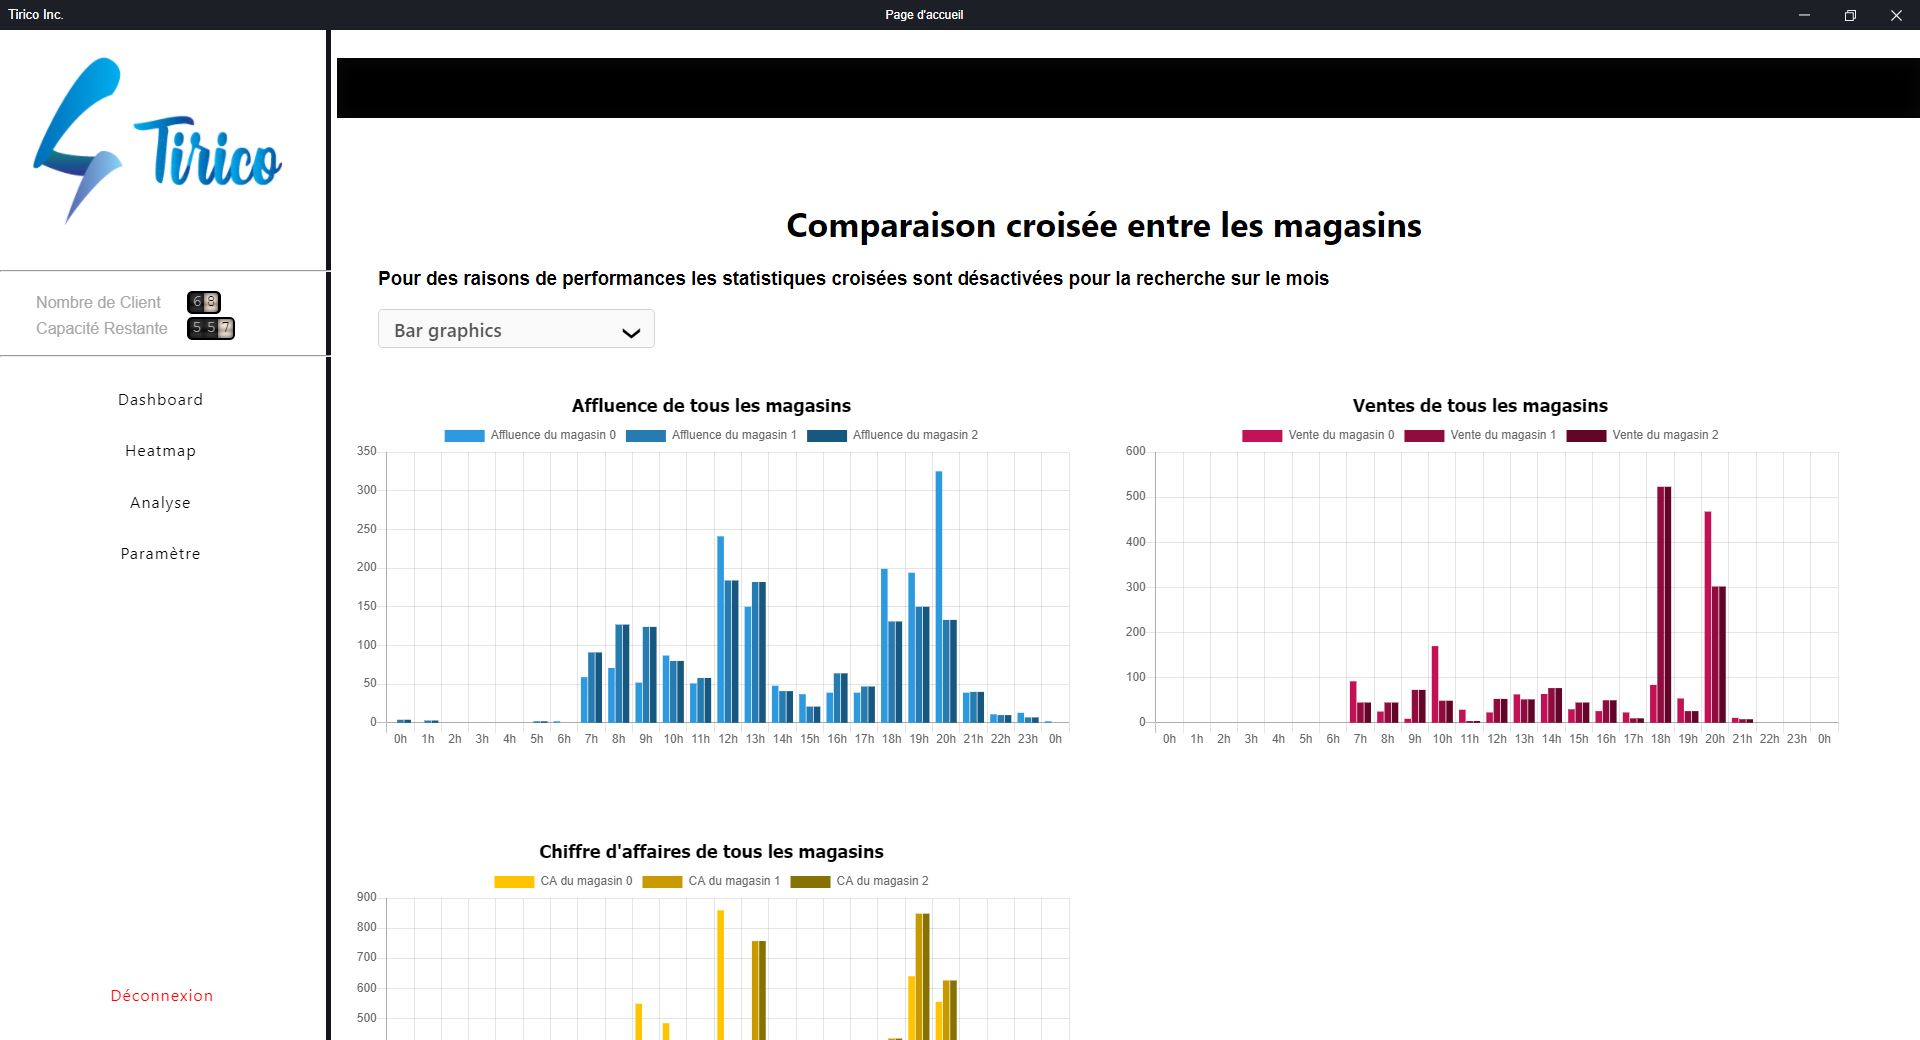 Tirico Inc.
Page d'accueil
Tirico
Nombre de Client 68
Capacité Restante 557
Dashboard
Heatmap
Analyse
Paramètre
Déconnexion
Comparaison croisée entre les magasins
Pour des raisons de performances les statistiques croisées sont désactivées pour la recherche sur le mois
Bar graphics
Affluence de tous les magasins
Affluence du magasin 0 Affluence du magasin 1 Affluence du magasin 2
350
300
250
200
150
100
50
0
0h 1h 2h 3h 4h 5h 6h 7h 8h 9h 10h 11h 12h 13h 14h 15h 16h 17h 18h 19h 20h 21h 22h 23h 0h
Ventes de tous les magasins
Vente du magasin 0 Vente du magasin 1 Vente du magasin 2
600
500
400
300
200
100
0
0h 1h 2h 3h 4h 5h 6h 7h 8h 9h 10h 11h 12h 13h 14h 15h 16h 17h 18h 19h 20h 21h 22h 23h 0h
Chiffre d'affaires de tous les magasins
CA du magasin 0 CA du magasin 1 CA du magasin 2
900
800
700
600
500